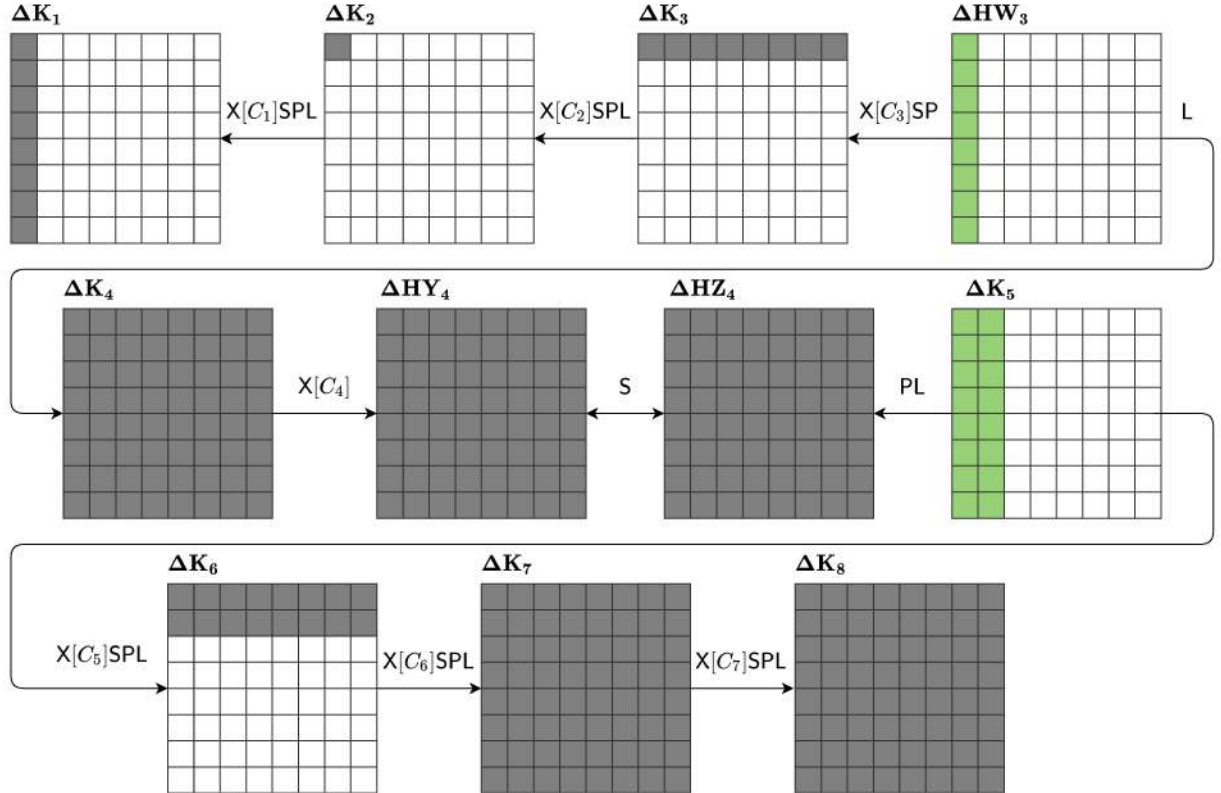 ΔK₁ ΔK₂ ΔK₃ ΔHW₃
X[C₁]SPL X[C₂]SPL X[C₃]SP L
ΔK₄ ΔHY₄ ΔHZ₄ ΔK₅
X[C₄] S PL
ΔK₆ ΔK₇ ΔK₈
X[C₅]SPL X[C₆]SPL X[C₇]SPL